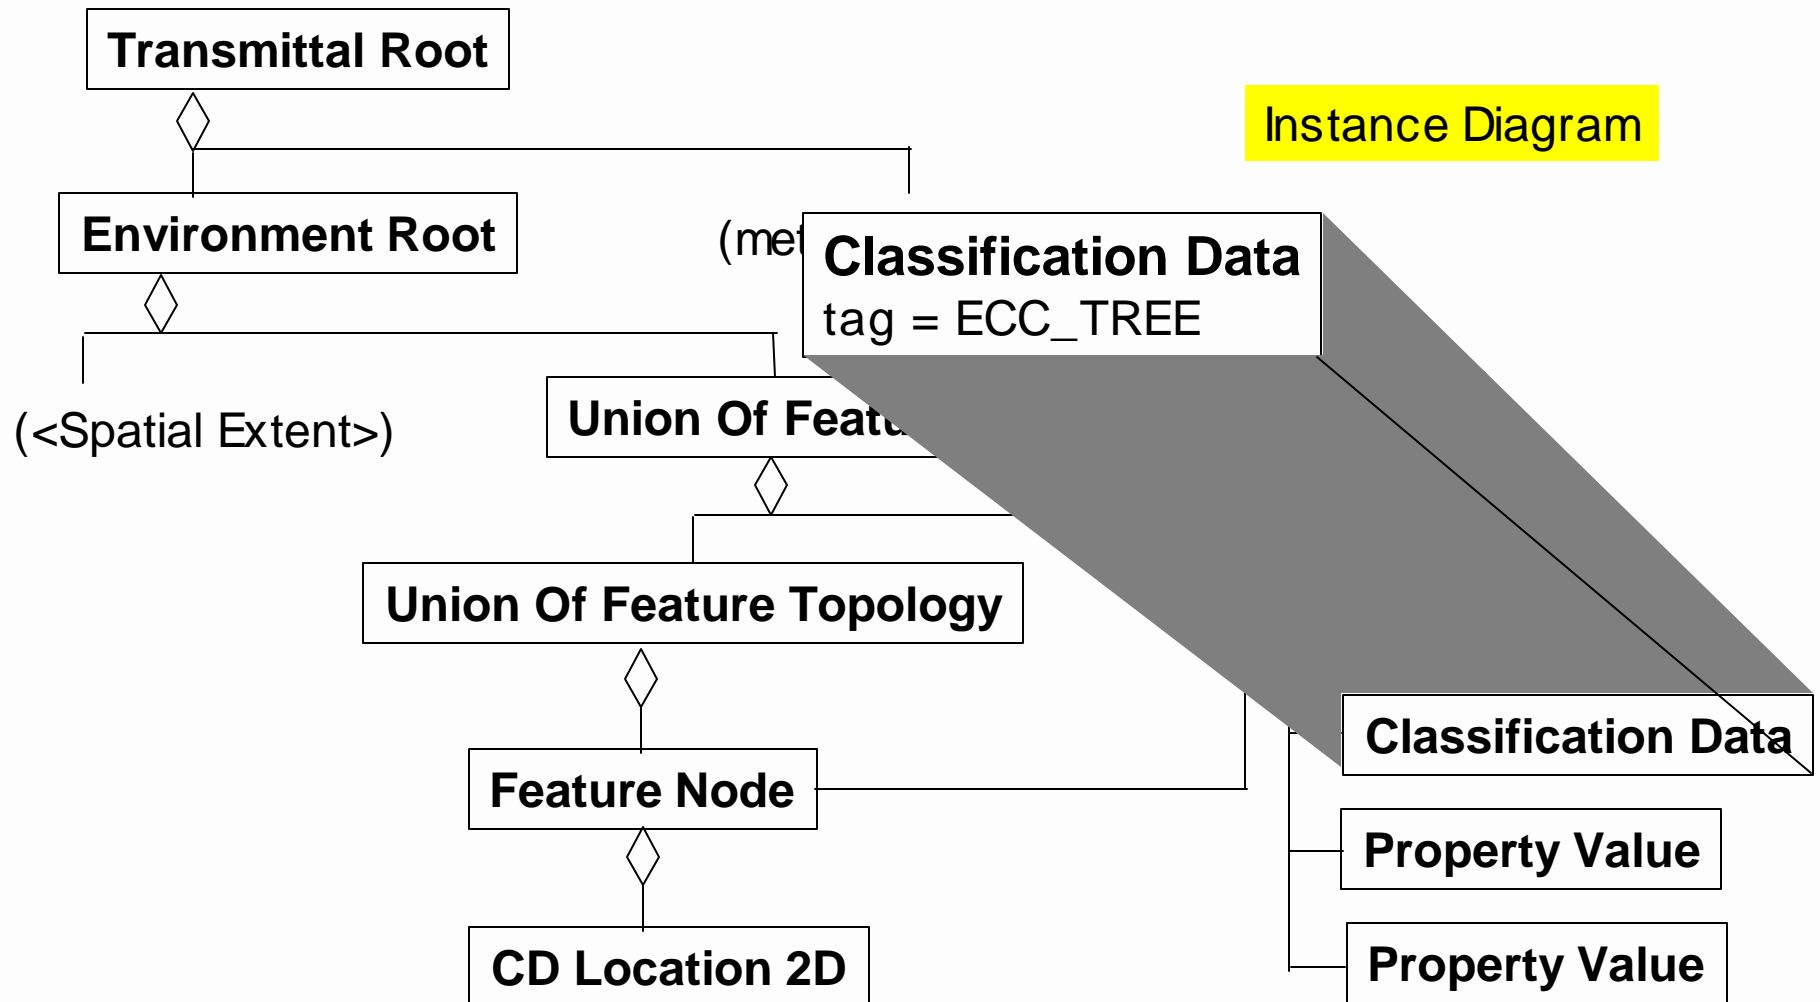 Transmittal Root
Instance Diagram
Environment Root
(met
Classification Data
tag = ECC_TREE
(<Spatial Extent>)
Union Of Featu
Union Of Feature Topology
Classification Data
Feature Node
Property Value
CD Location 2D
Property Value